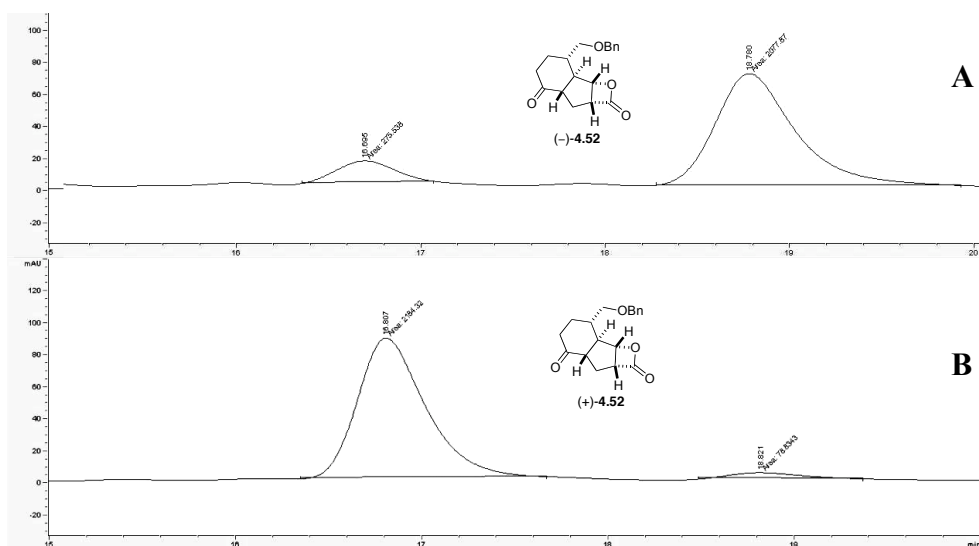 100
80
60
40
20
0
-20
16.695
Area: 275.538
18.780
Area: 2077.87
OBn
H
H
O
O
H
H
O
(−)-4.52
A
15
16
17
18
19
20
mAU
120
100
80
60
40
20
0
-20
16.807
Area: 2184.32
18.821
Area: 78.8343
OBn
H
H
O
O
H
H
O
(+)-4.52
B
15
16
17
18
19